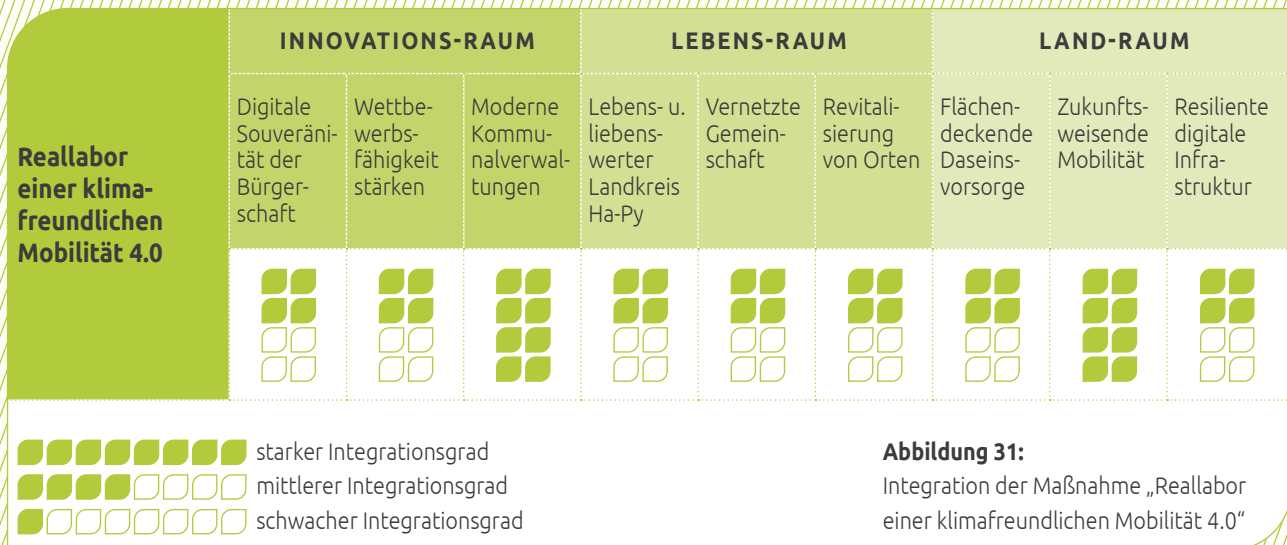 INNOVATIONS-RAUM
LEBENS-RAUM
LAND-RAUM
Reallabor
einer klima-
freundlichen
Mobilität 4.0
Digitale
Souveräni-
tät der
Bürger-
schaft
Wettbe-
werbs-
fähigkeit
stärken
Moderne
Kommu-
nalverwal-
tungen
Lebens- u.
liebens-
werter
Landkreis
Ha-Py
Vernetzte
Gemein-
schaft
Revitali-
sierung
von Orten
Flächen-
deckende
Daseins-
vorsorge
Zukunfts-
weisende
Mobilität
Resiliente
digitale
Infra-
struktur
starker Integrationsgrad
mittlerer Integrationsgrad
schwacher Integrationsgrad
Abbildung 31:
Integration der Maßnahme „Reallabor
einer klimafreundlichen Mobilität 4.0“